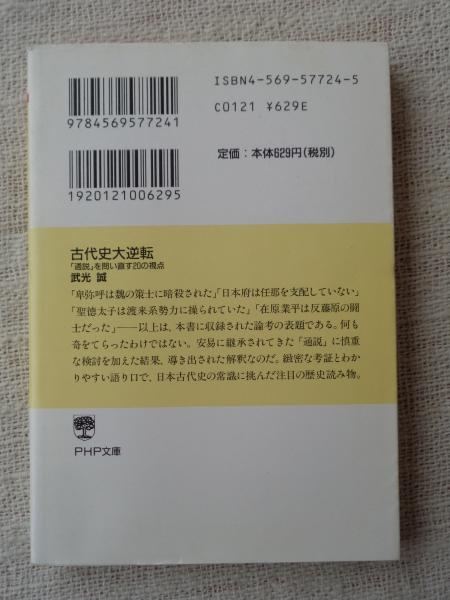 ISBN4-569-57724-5
C0121 ¥629E
9784569577241
定価：本体629円(税別)
1920121006295
古代史大逆転
「通説」を問い直す20の視点
武光 誠
「卑弥呼は魏の策士に暗殺された」「日本府は任那を支配していない」
「聖徳太子は渡来系勢力に操られていた」「在原業平は反藤原の闘
士だった」――以上は、本書に収録された論考の表題である。何も
奇をてらったわけではない。安易に継承されてきた「通説」に慎重
な検討を加えた結果、導き出された解釈なのだ。緻密な考証とわか
りやすい語り口で、日本古代史の常識に挑んだ注目の歴史読み物。
PHP文庫